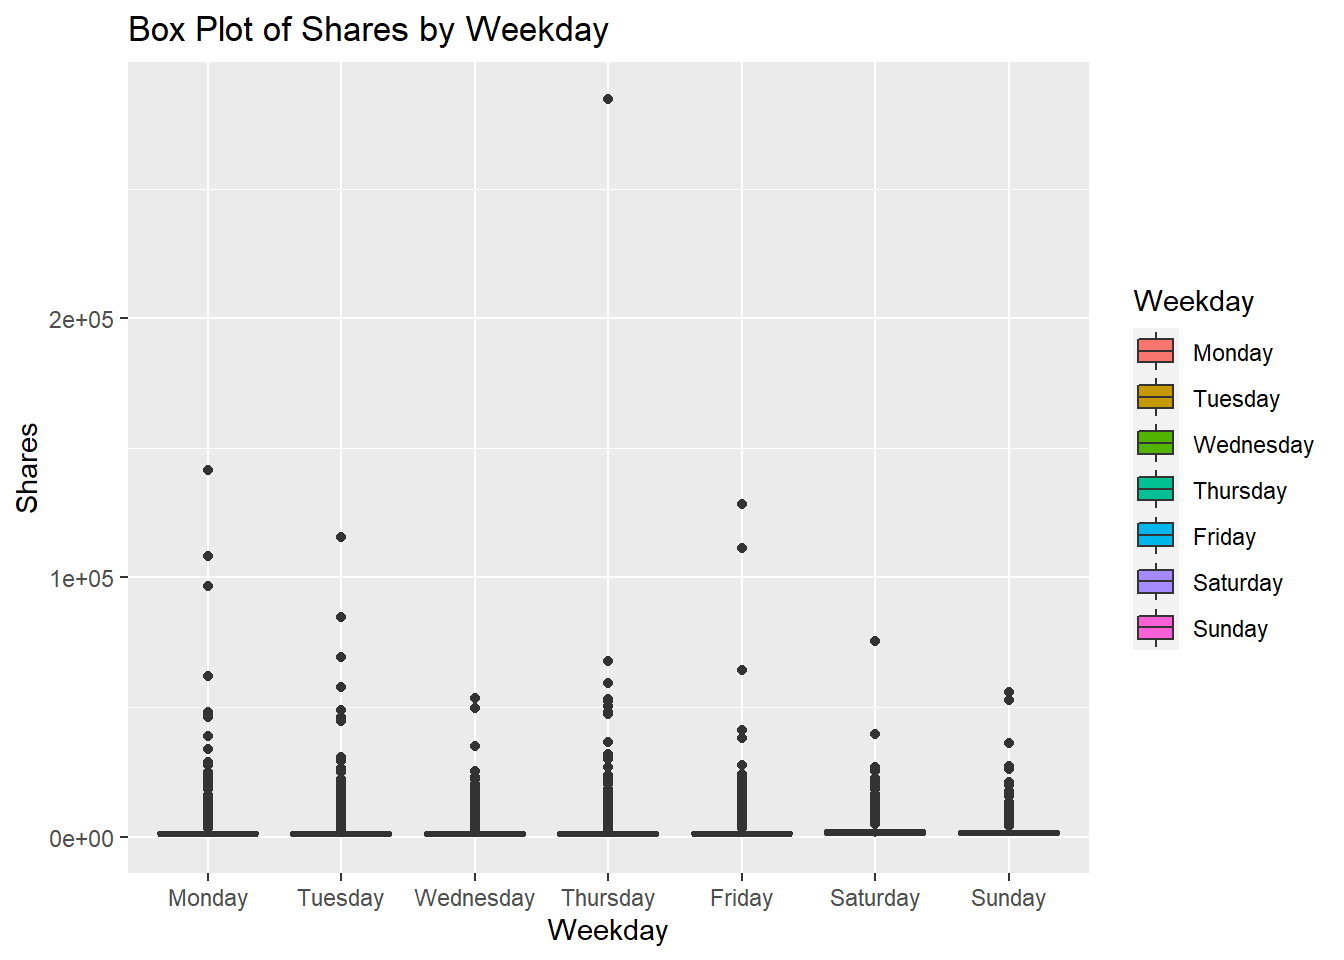 Box Plot of Shares by Weekday
Shares
2e+05
1e+05
0e+00
Monday Tuesday Wednesday Thursday Friday Saturday Sunday
Weekday
Weekday
Monday
Tuesday
Wednesday
Thursday
Friday
Saturday
Sunday